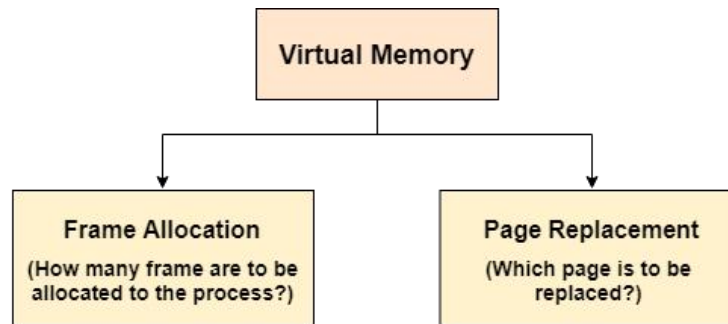 Virtual Memory
Frame Allocation
(How many frame are to be
allocated to the process?)
Page Replacement
(Which page is to be
replaced?)